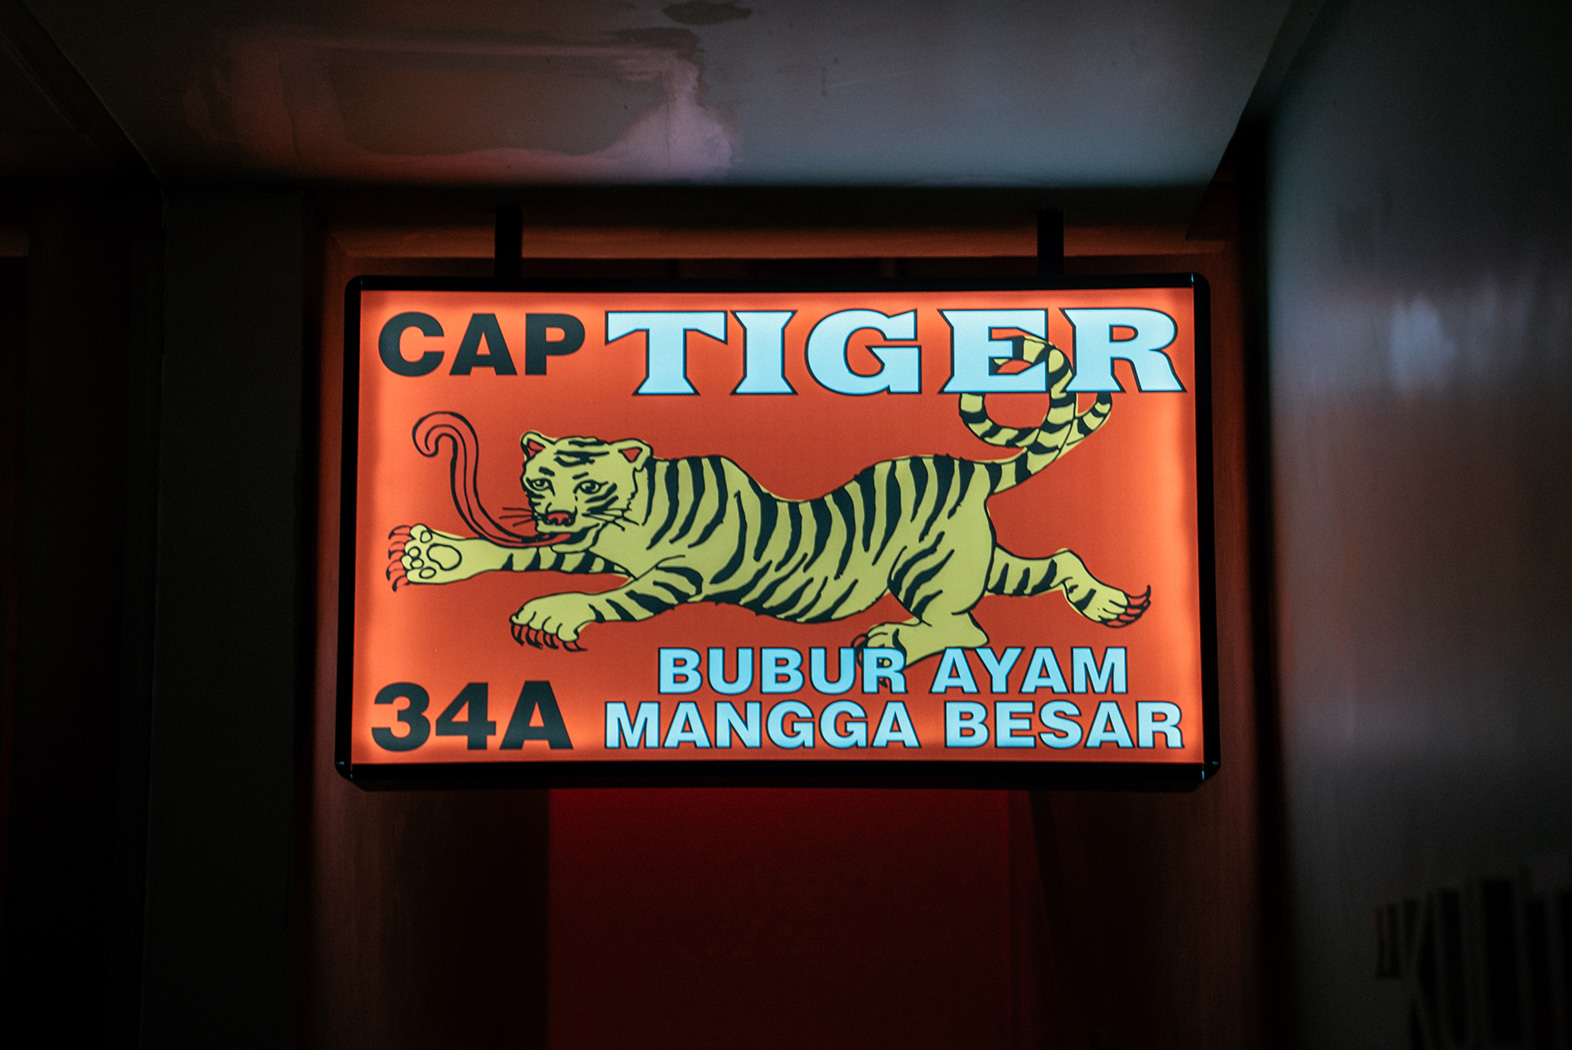 CAP TIGER
34A
BUBUR AYAM
MANGGA BESAR